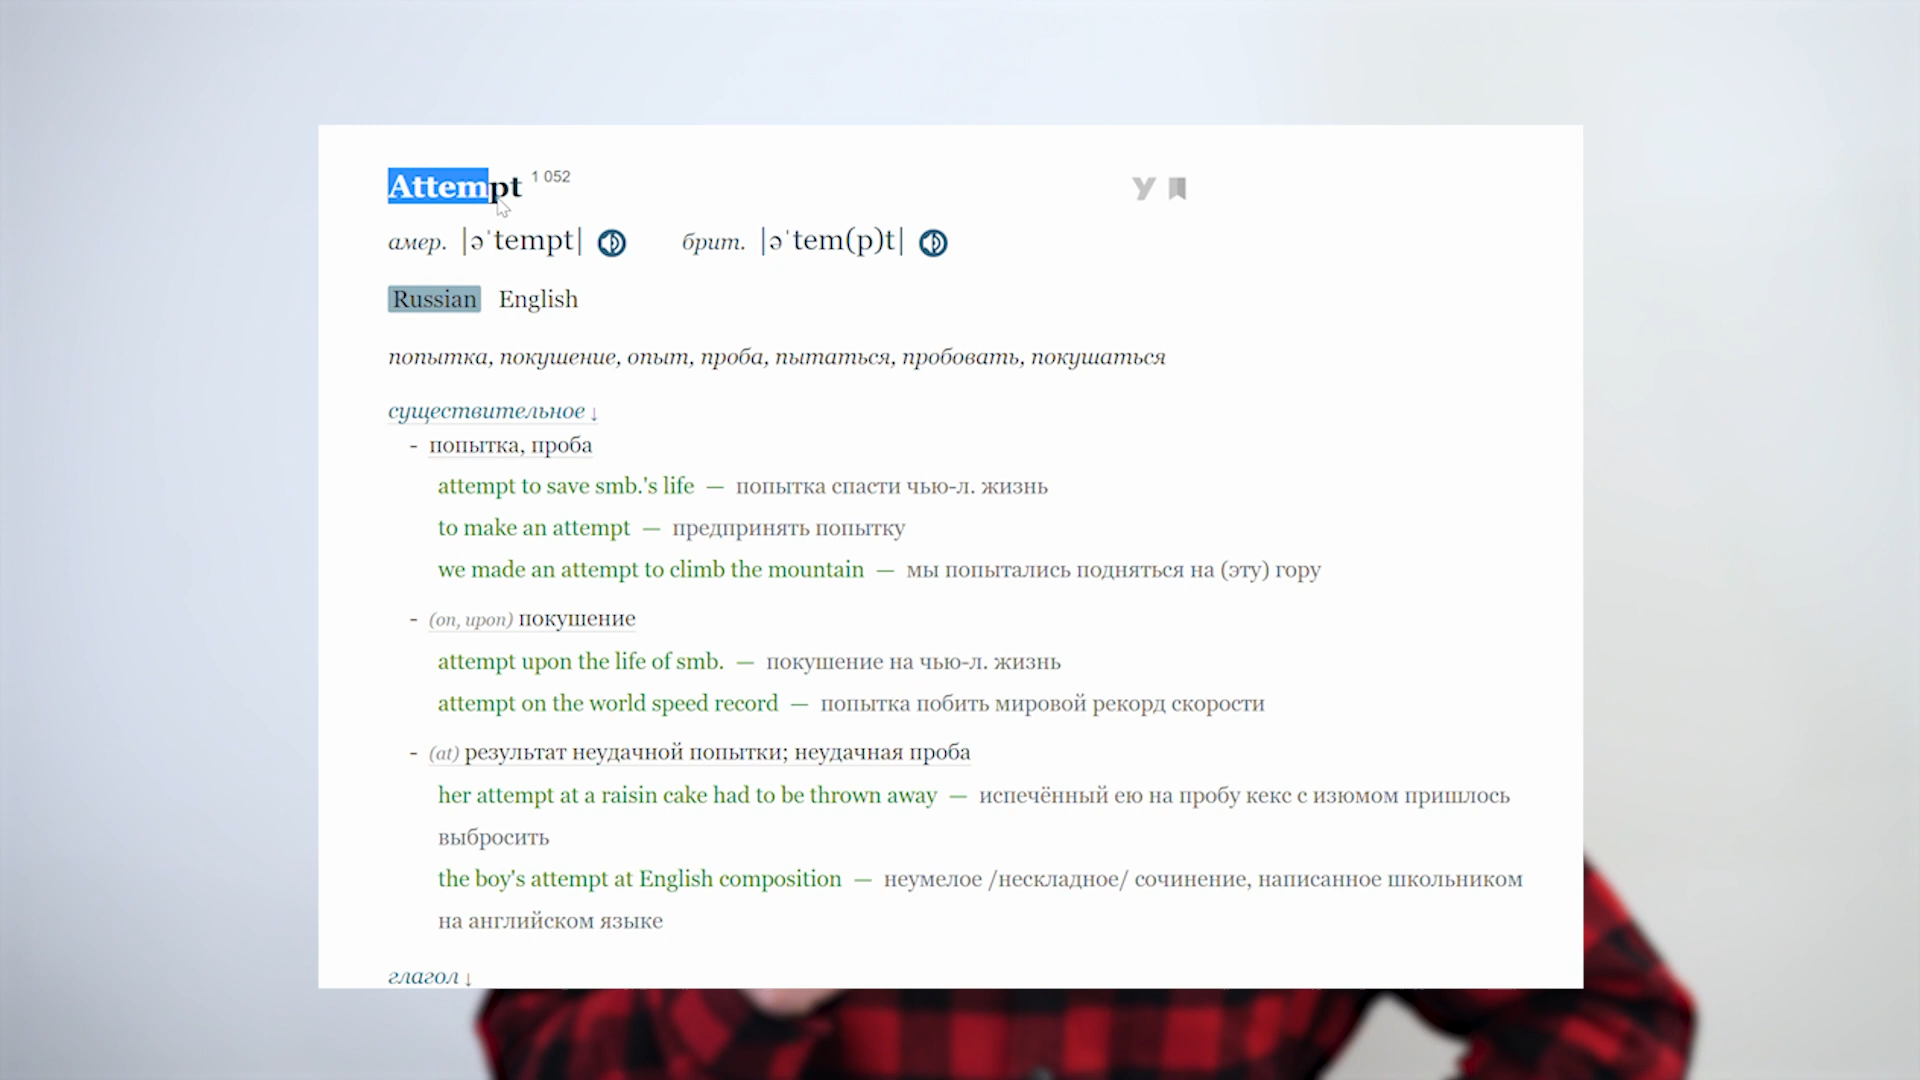 Attempt 1 052
У
амер. |əˈtempt| брит. |əˈtem(p)t|
Russian English
попытка, покушение, опыт, проба, пытаться, пробовать, покушаться
существительное ↓
- попытка, проба
attempt to save smb.'s life — попытка спасти чью-л. жизнь
to make an attempt — предпринять попытку
we made an attempt to climb the mountain — мы попытались подняться на (эту) гору
- (on, upon) покушение
attempt upon the life of smb. — покушение на чью-л. жизнь
attempt on the world speed record — попытка побить мировой рекорд скорости
- (at) результат неудачной попытки; неудачная проба
her attempt at a raisin cake had to be thrown away — испечённый ею на пробу кекс с изюмом пришлось
выбросить
the boy's attempt at English composition — неумелое /нескладное/ сочинение, написанное школьником
на английском языке
глагол ↓